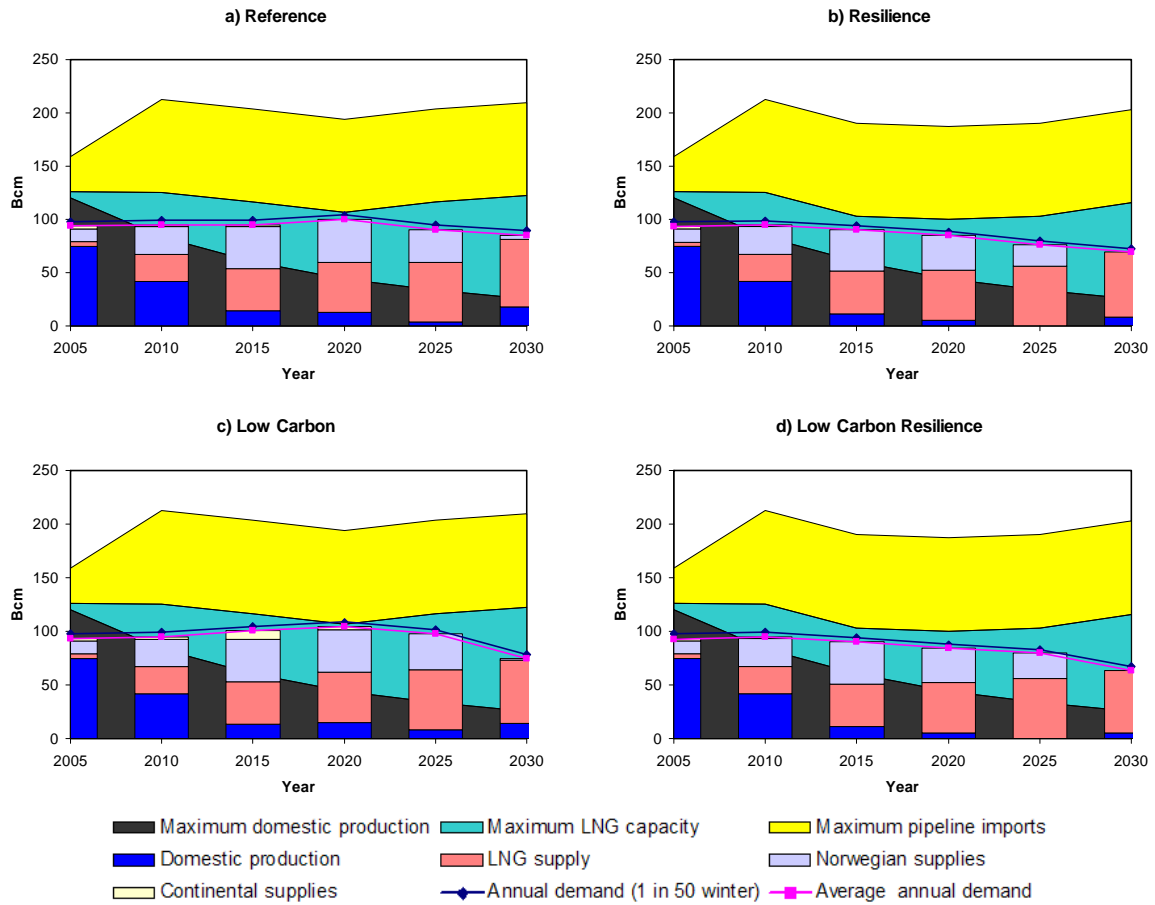 a) Reference
250
200
150
100
50
0
Bcm
2005 2010 2015 2020 2025 2030
Year
b) Resilience
250
200
150
100
50
0
Bcm
2005 2010 2015 2020 2025 2030
Year
c) Low Carbon
250
200
150
100
50
0
Bcm
2005 2010 2015 2020 2025 2030
Year
d) Low Carbon Resilience
250
200
150
100
50
0
Bcm
2005 2010 2015 2020 2025 2030
Year
Maximum domestic production Maximum LNG capacity Maximum pipeline imports
Domestic production LNG supply Norwegian supplies
Continental supplies Annual demand (1 in 50 winter) Average annual demand